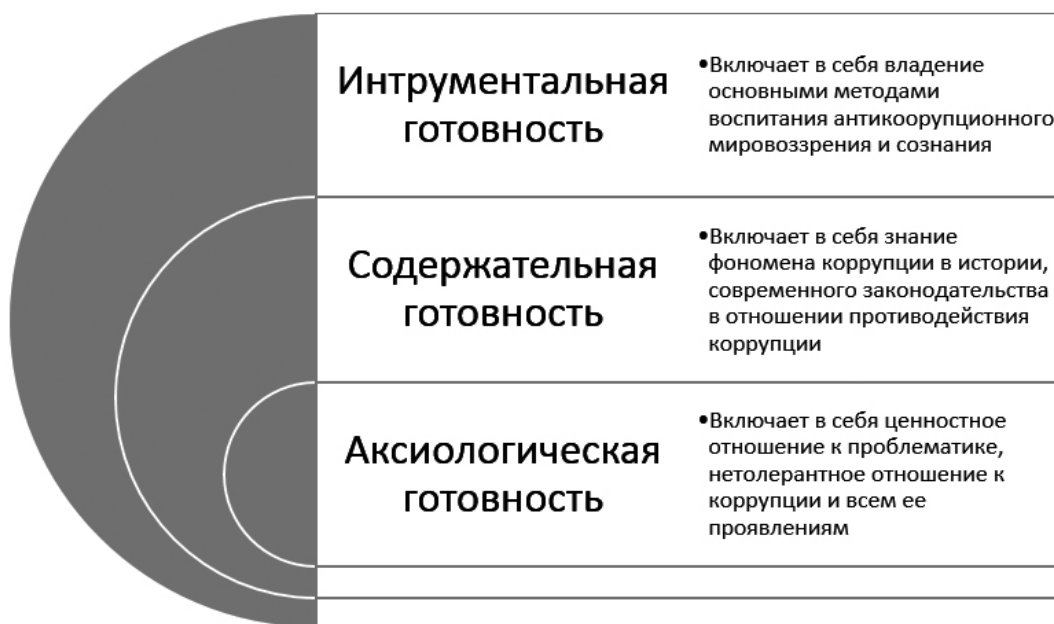 Интрументальная
готовность
•Включает в себя владение
основными методами
воспитания антикоорупционного
мировоззрения и сознания
Содержательная
готовность
•Включает в себя знание
фономена коррупции в истории,
современного законодательства
в отношении противодействия
коррупции
Аксиологическая
готовность
•Включает в себя ценностное
отношение к проблематике,
нетолерантное отношение к
коррупции и всем ее
проявлениям